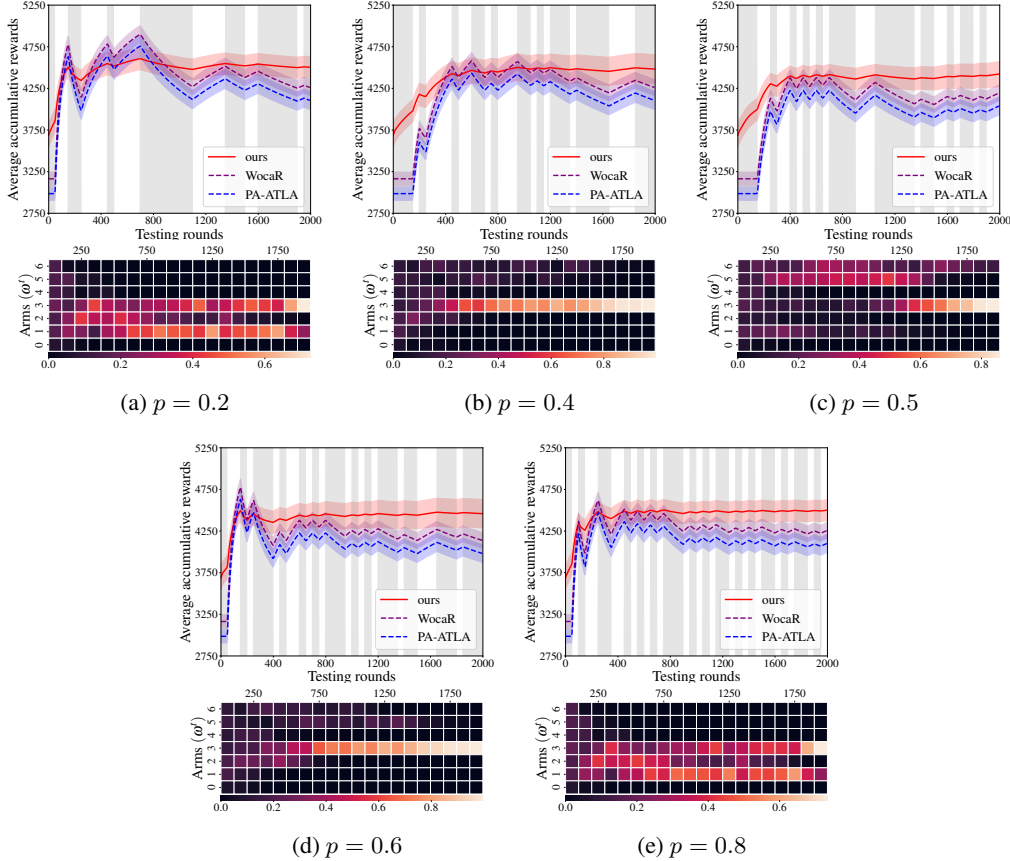 5250
4750
4250
3750
3250
2750
Average accumulative rewards
ours
WocaR
PA-ATLA
0 400 800 1200 1600 2000
Testing rounds
250 750 1250 1750
Arms (ω′)
6
5
4
3
2
1
0
0.0 0.2 0.4 0.6
(a) p = 0.2
5250
4750
4250
3750
3250
2750
Average accumulative rewards
ours
WocaR
PA-ATLA
0 400 800 1200 1600 2000
Testing rounds
250 750 1250 1750
Arms (ω′)
6
5
4
3
2
1
0
0.0 0.2 0.4 0.6 0.8
(b) p = 0.4
5250
4750
4250
3750
3250
2750
Average accumulative rewards
ours
WocaR
PA-ATLA
0 400 800 1200 1600 2000
Testing rounds
250 750 1250 1750
Arms (ω′)
6
5
4
3
2
1
0
0.0 0.2 0.4 0.6 0.8
(c) p = 0.5
5250
4750
4250
3750
3250
2750
Average accumulative rewards
ours
WocaR
PA-ATLA
0 400 800 1200 1600 2000
Testing rounds
250 750 1250 1750
Arms (ω′)
6
5
4
3
2
1
0
0.0 0.2 0.4 0.6 0.8
(d) p = 0.6
5250
4750
4250
3750
3250
2750
Average accumulative rewards
ours
WocaR
PA-ATLA
0 400 800 1200 1600 2000
Testing rounds
250 750 1250 1750
Arms (ω′)
6
5
4
3
2
1
0
0.0 0.2 0.4 0.6
(e) p = 0.8